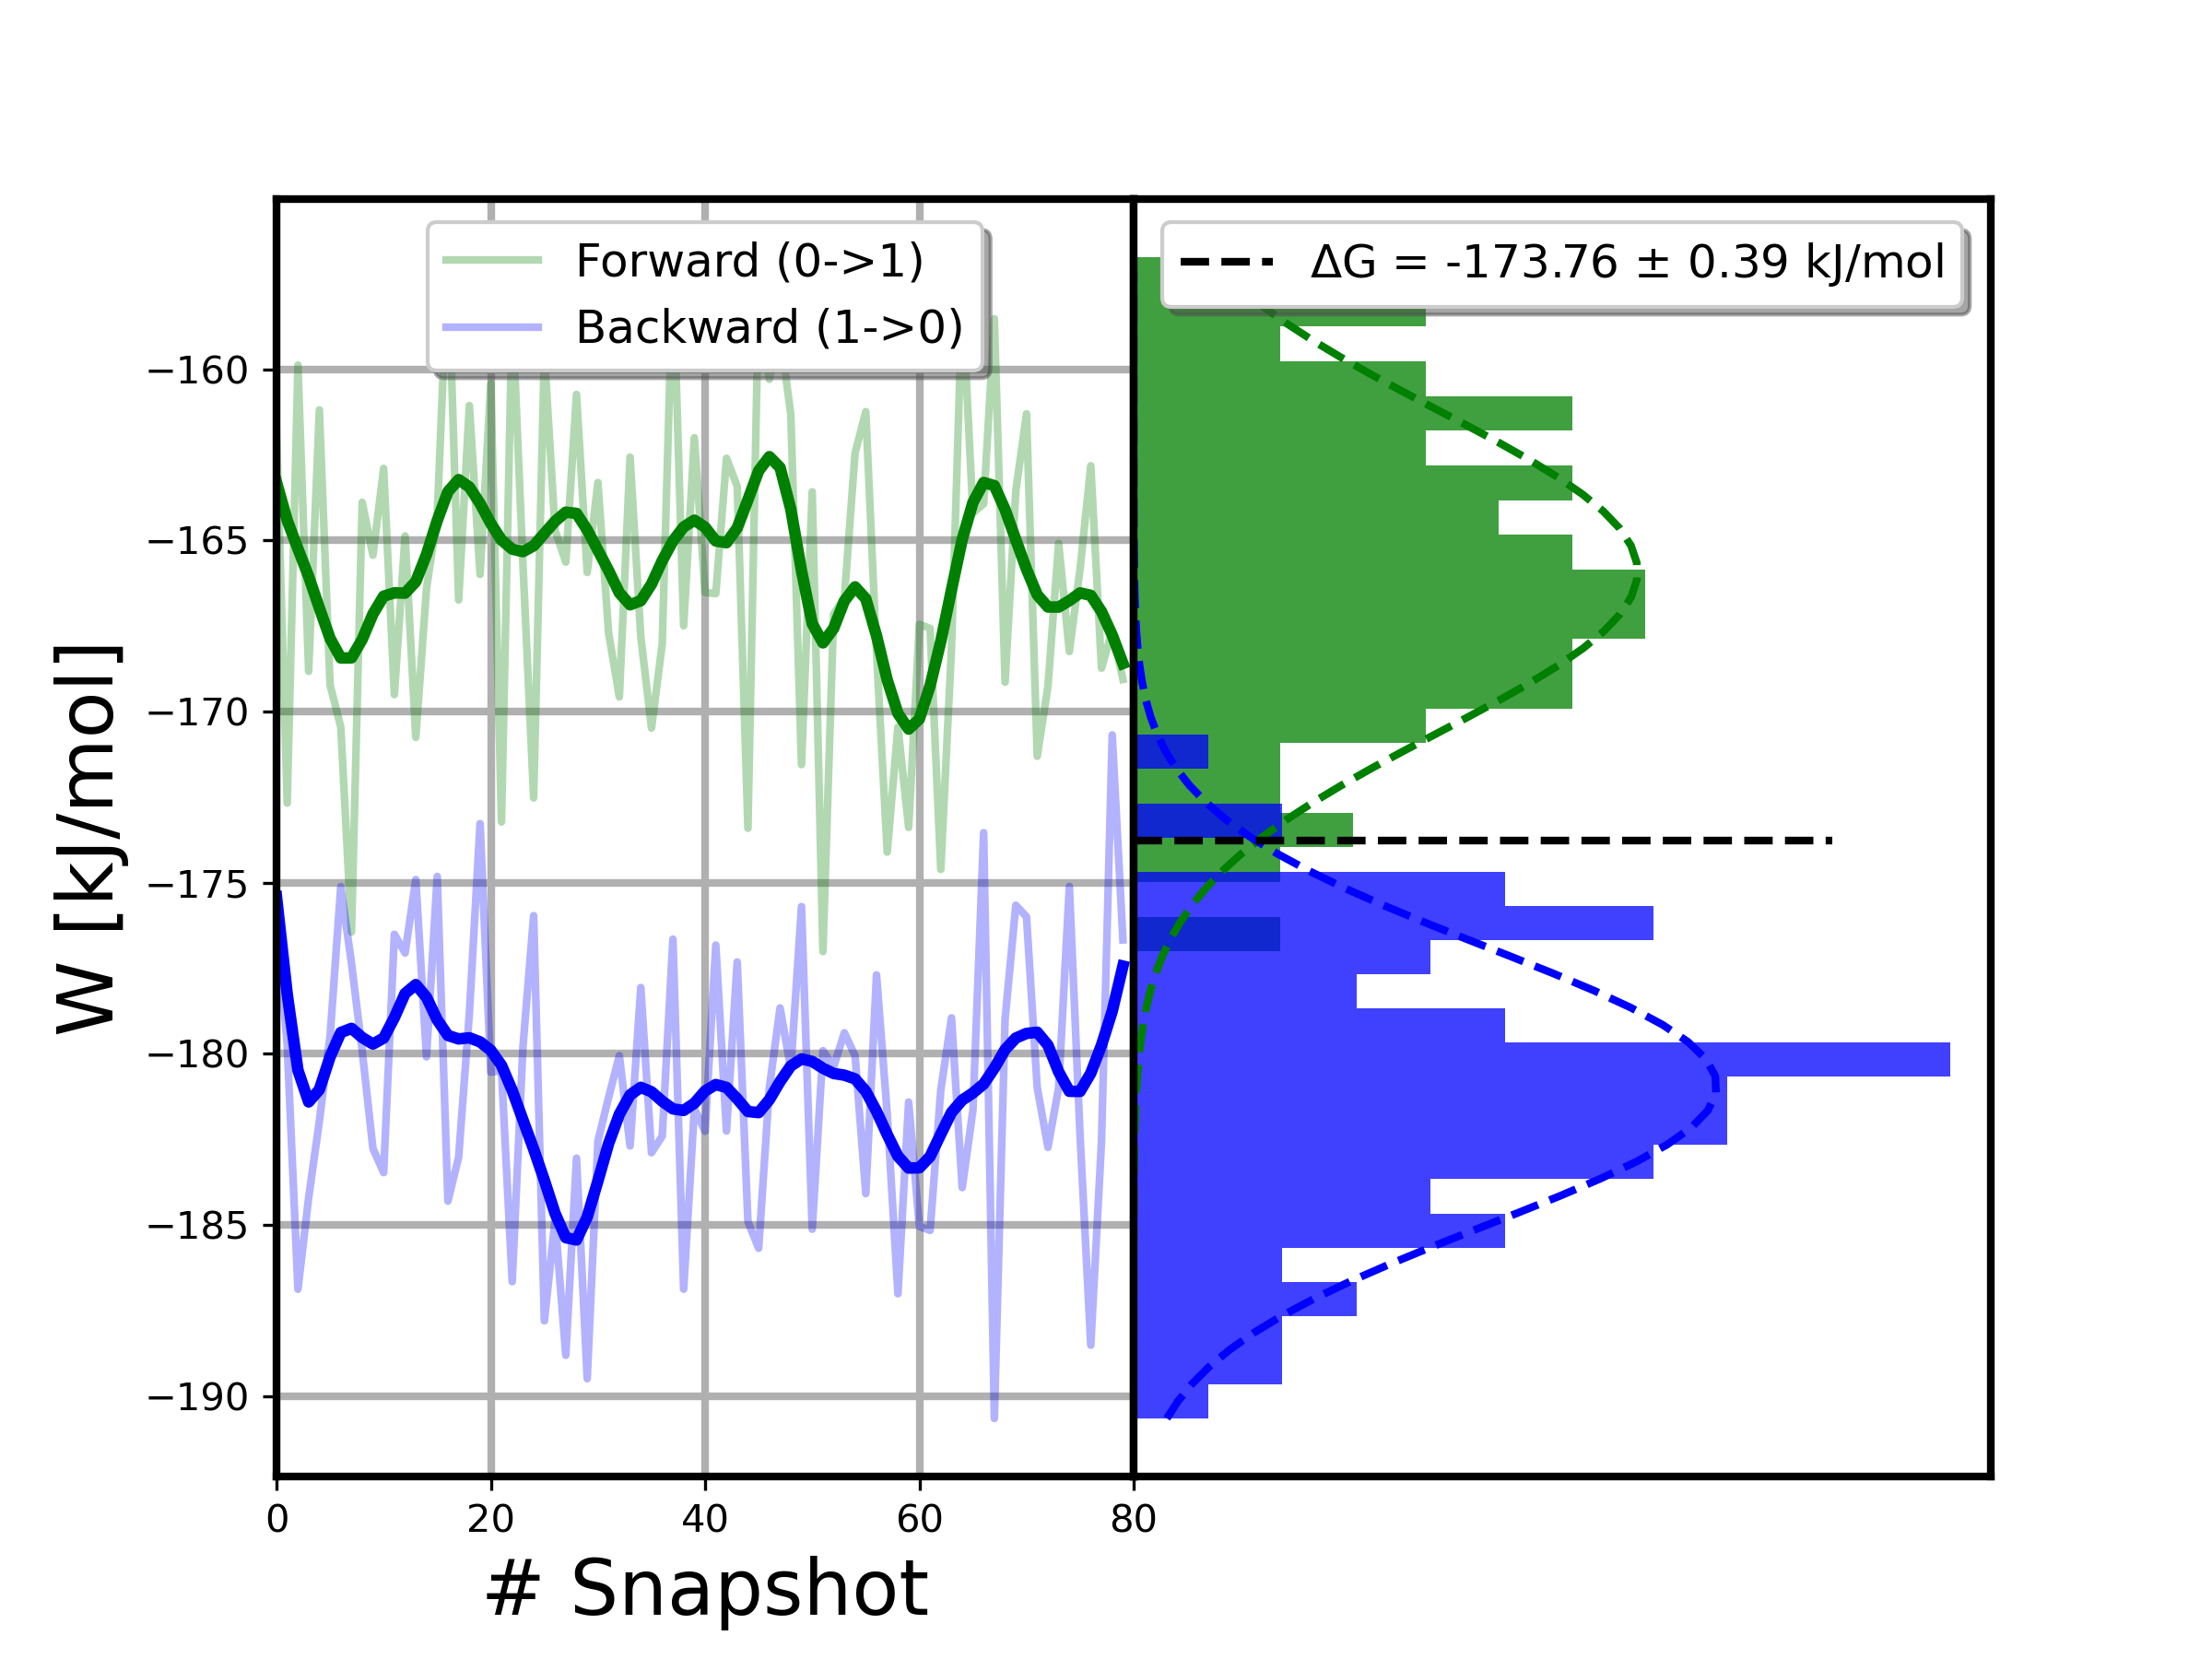 Forward (0->1)
Backward (1->0)
ΔG = -173.76 ± 0.39 kJ/mol
W [kJ/mol]
−160
−165
−170
−175
−180
−185
−190
0 20 40 60 80
# Snapshot